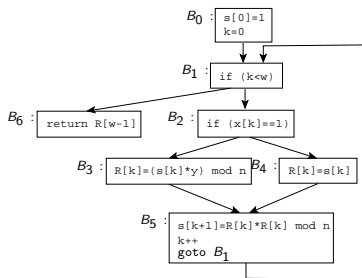 B0 : s[0]=1
k=0
B1 : if (k<w)
B6 : return R[w-1]
B2 : if (x[k]==1)
B3 : R[k]=(s[k]*y) mod n
B4 : R[k]=s[k]
B5 : s[k+1]=R[k]*R[k] mod n
k++
goto B1